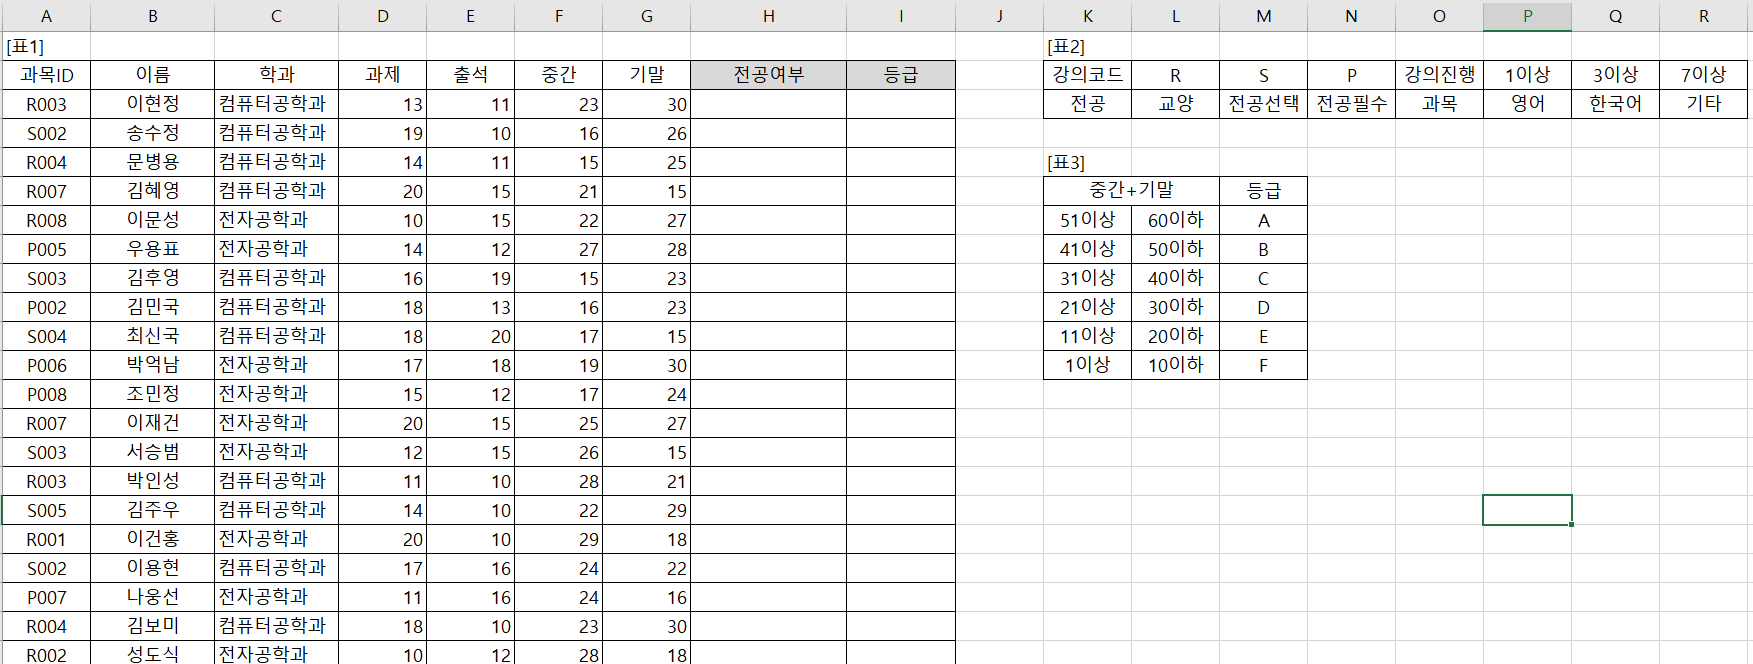 A B C D E F G H I J K L M N O P Q R
[표1] [표2]
과목ID 이름 학과 과제 출석 중간 기말 전공여부 등급 강의코드 R S P 강의진행 1이상 3이상 7이상
R003 이현정 컴퓨터공학과 13 11 23 30 전공 교양 전공선택 전공필수 과목 영어 한국어 기타
S002 송수정 컴퓨터공학과 19 10 16 26
R004 문병용 컴퓨터공학과 14 11 15 25 [표3]
R007 김혜영 컴퓨터공학과 20 15 21 15 중간+기말 등급
R008 이문성 전자공학과 10 15 22 27 51이상 60이하 A
P005 우용표 전자공학과 14 12 27 28 41이상 50이하 B
S003 김후영 컴퓨터공학과 16 19 15 23 31이상 40이하 C
P002 김민국 컴퓨터공학과 18 13 16 23 21이상 30이하 D
S004 최신국 컴퓨터공학과 18 20 17 15 11이상 20이하 E
P006 박억남 전자공학과 17 18 19 30 1이상 10이하 F
P008 조민정 전자공학과 15 12 17 24
R007 이재건 전자공학과 20 15 25 27
S003 서승범 전자공학과 12 15 26 15
R003 박인성 컴퓨터공학과 11 10 28 21
S005 김주우 컴퓨터공학과 14 10 22 29
R001 이건홍 전자공학과 20 10 29 18
S002 이용현 컴퓨터공학과 17 16 24 22
P007 나웅선 전자공학과 11 16 24 16
R004 김보미 컴퓨터공학과 18 10 23 30
R002 성도식 전자공학과 10 12 28 18